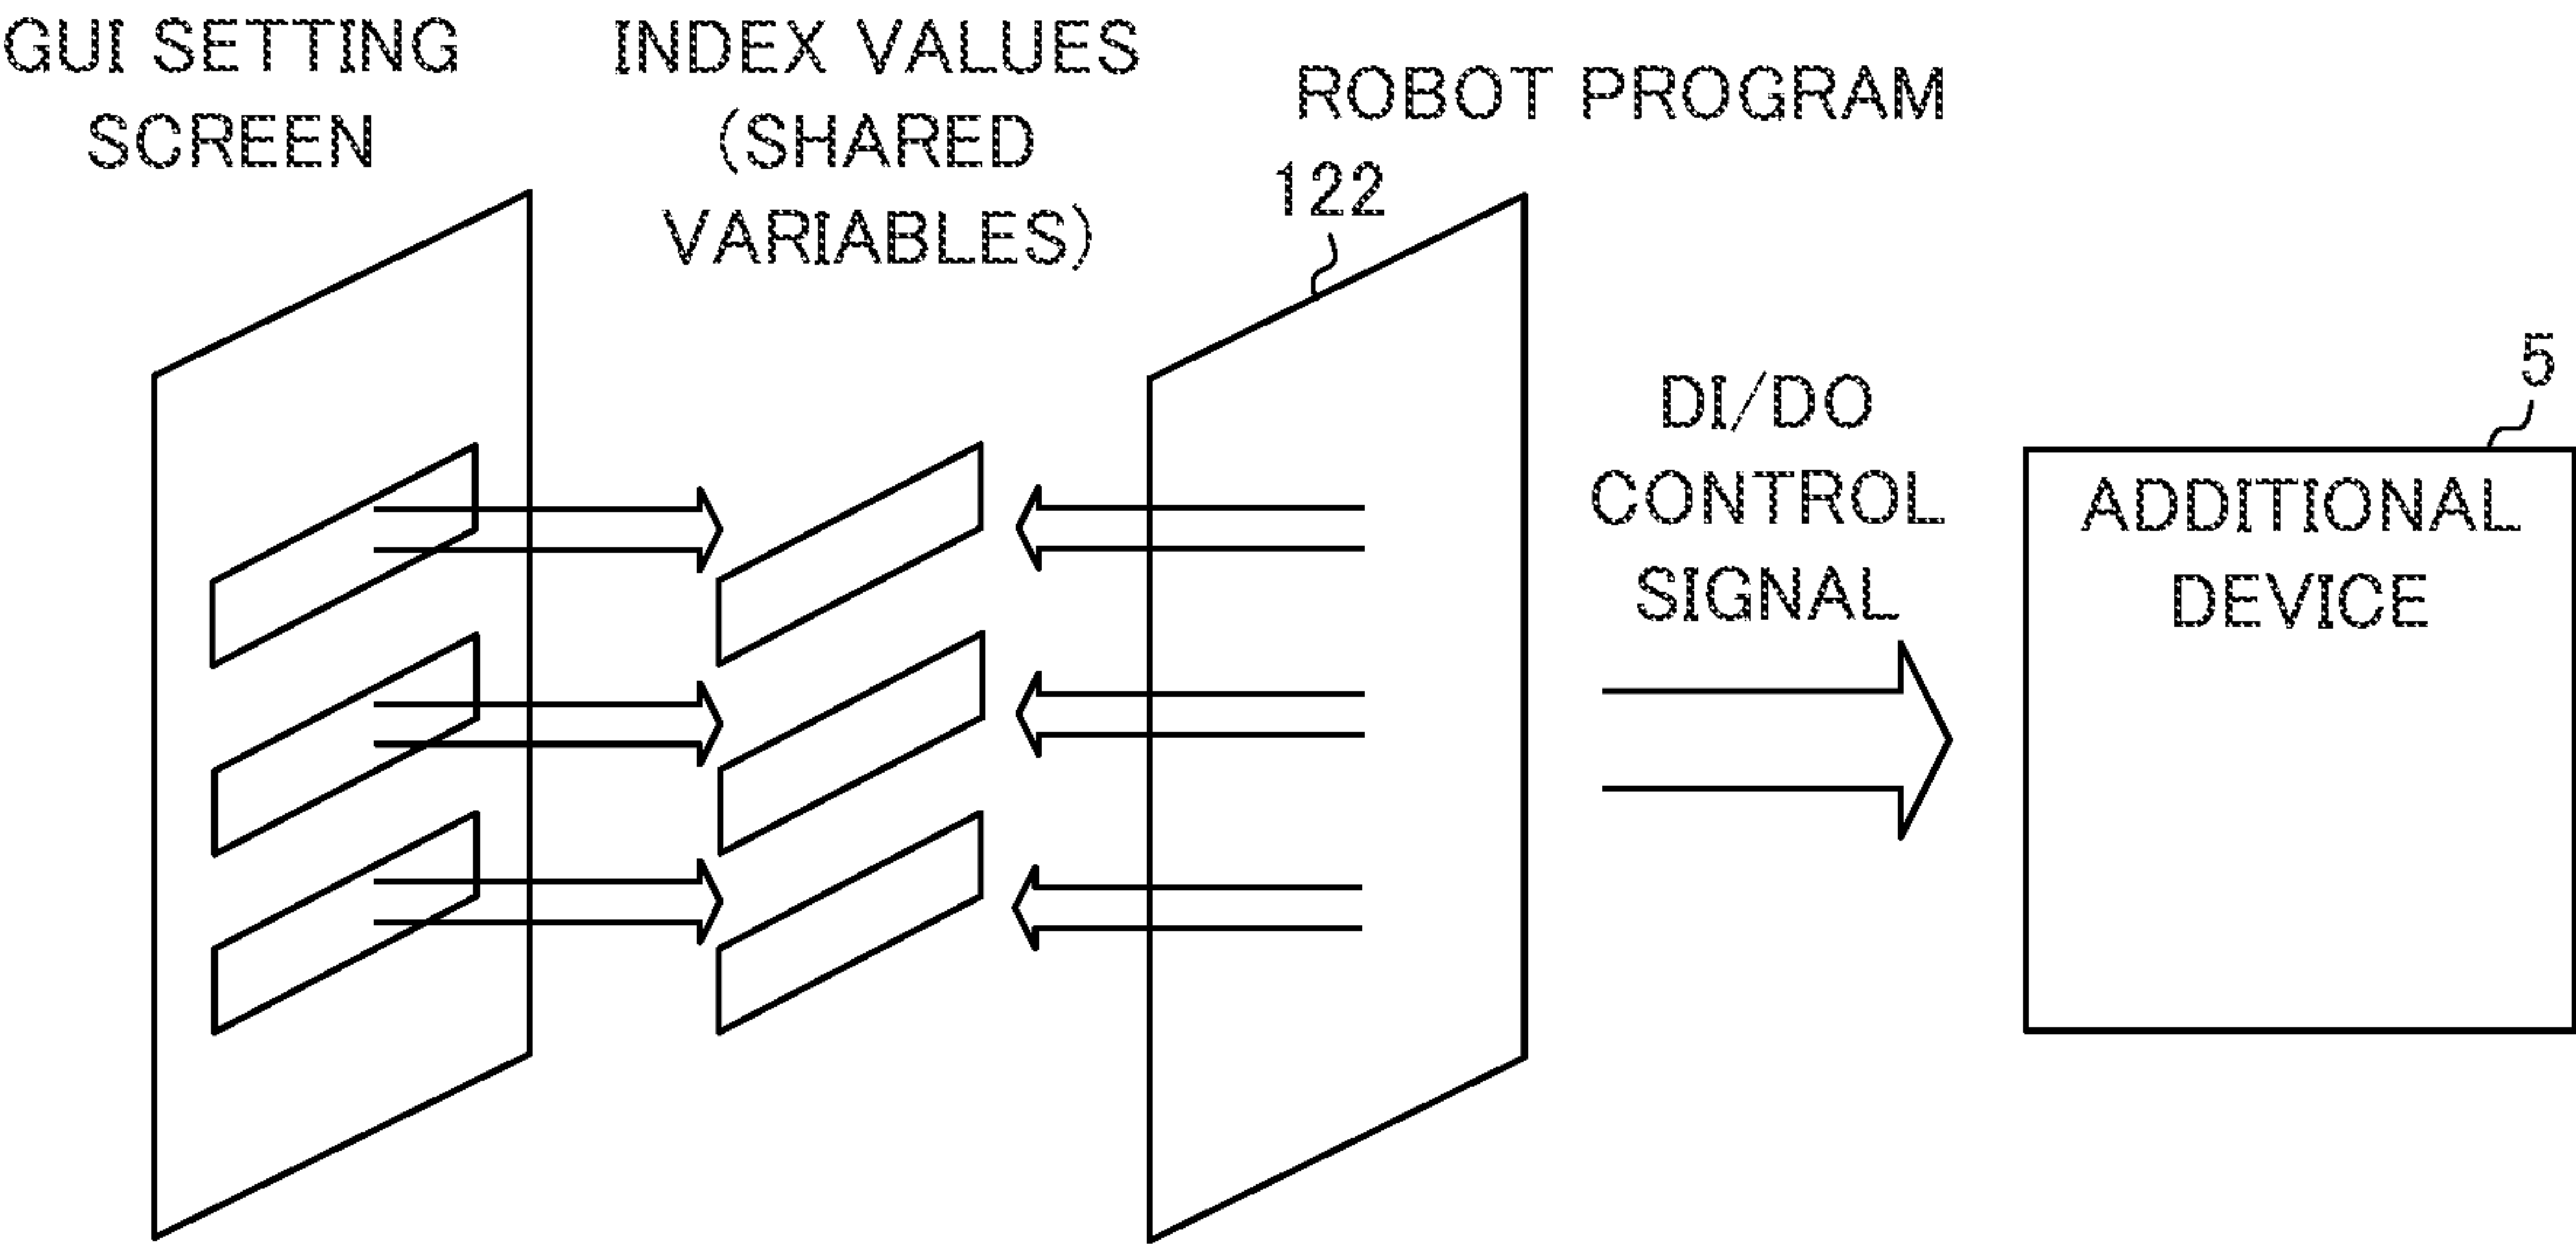 GUI SETTING
SCREEN
INDEX VALUES
(SHARED
VARIABLES)
ROBOT PROGRAM
122
DI/DO
CONTROL
SIGNAL
5
ADDITIONAL
DEVICE